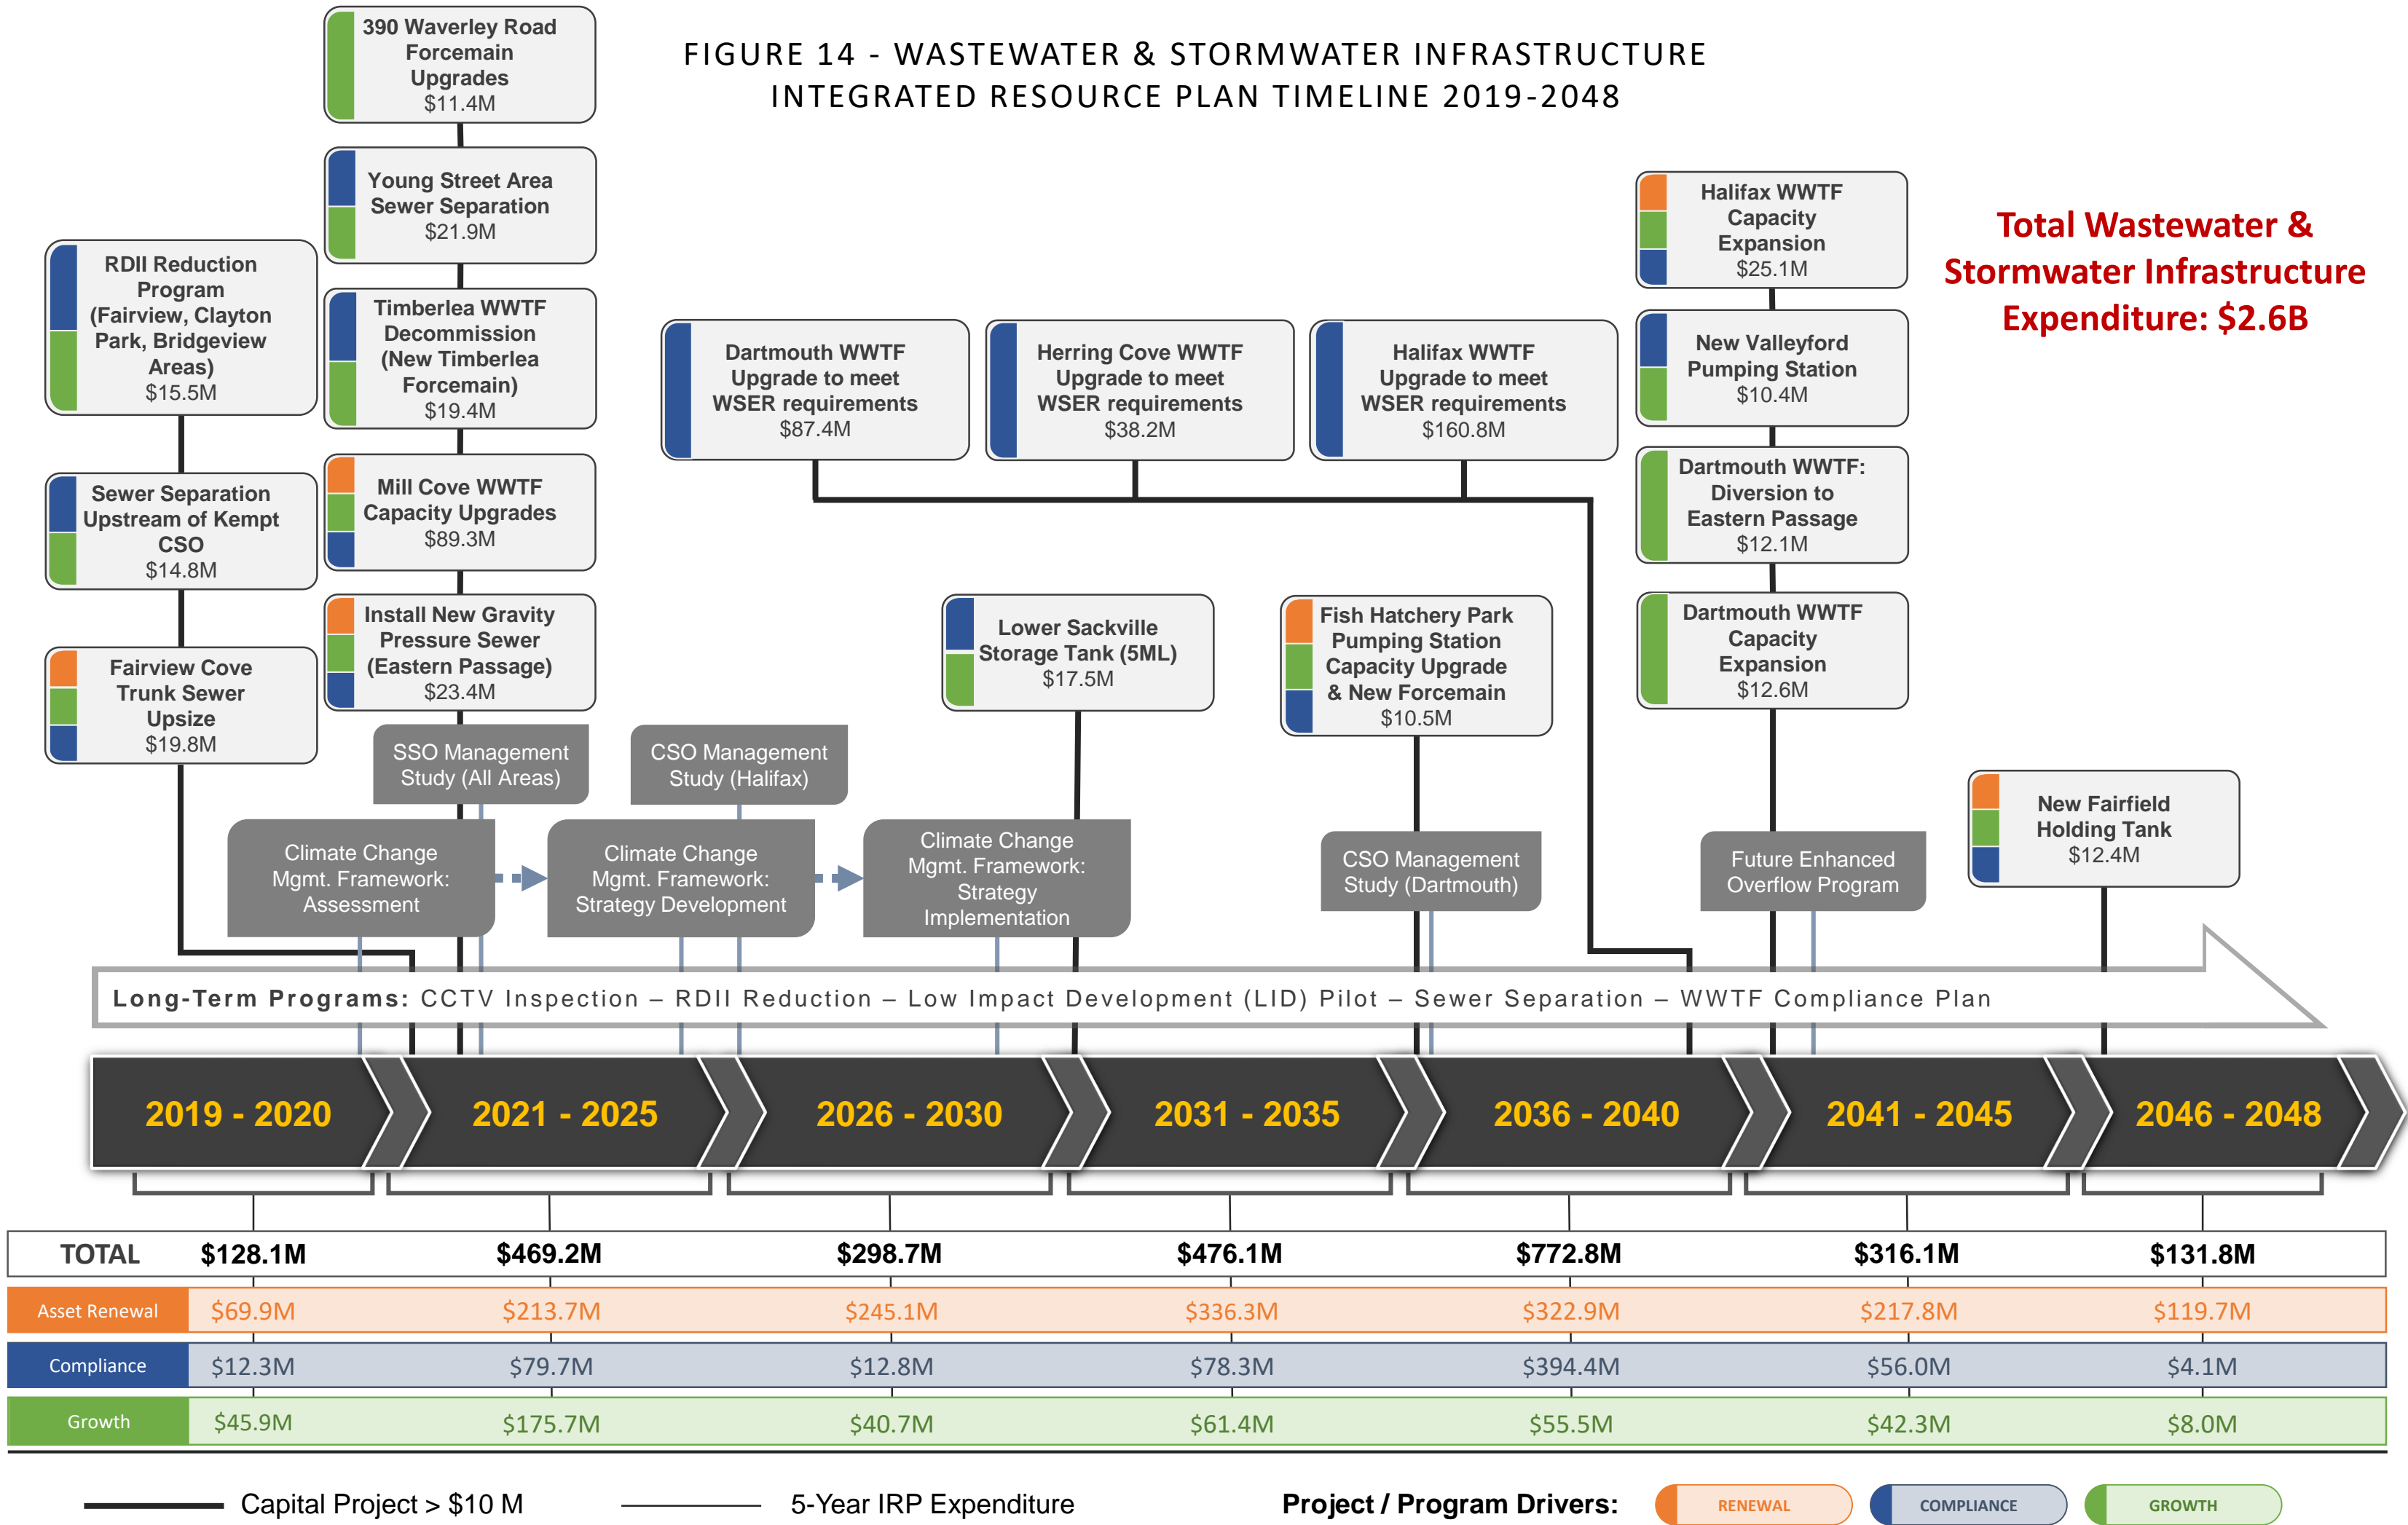 FIGURE 14 - WASTEWATER & STORMWATER INFRASTRUCTURE
INTEGRATED RESOURCE PLAN TIMELINE 2019-2048
Total Wastewater &
Stormwater Infrastructure
Expenditure: $2.6B
RDII Reduction
Program
(Fairview, Clayton
Park, Bridgeview
Areas)
$15.5M
Sewer Separation
Upstream of Kempt
CSO
$14.8M
Fairview Cove
Trunk Sewer
Upsize
$19.8M
390 Waverley Road
Forcemain
Upgrades
$11.4M
Young Street Area
Sewer Separation
$21.9M
Timberlea WWTF
Decommission
(New Timberlea
Forcemain)
$19.4M
Mill Cove WWTF
Capacity Upgrades
$89.3M
Install New Gravity
Pressure Sewer
(Eastern Passage)
$23.4M
Dartmouth WWTF
Upgrade to meet
WSER requirements
$87.4M
Herring Cove WWTF
Upgrade to meet
WSER requirements
$38.2M
Halifax WWTF
Upgrade to meet
WSER requirements
$160.8M
Lower Sackville
Storage Tank (5ML)
$17.5M
Fish Hatchery Park
Pumping Station
Capacity Upgrade
& New Forcemain
$10.5M
Halifax WWTF
Capacity
Expansion
$25.1M
New Valleyford
Pumping Station
$10.4M
Dartmouth WWTF:
Diversion to
Eastern Passage
$12.1M
Dartmouth WWTF
Capacity
Expansion
$12.6M
New Fairfield
Holding Tank
$12.4M
SSO Management
Study (All Areas)
CSO Management
Study (Halifax)
Climate Change
Mgmt. Framework:
Assessment
Climate Change
Mgmt. Framework:
Strategy Development
Climate Change
Mgmt. Framework:
Strategy
Implementation
CSO Management
Study (Dartmouth)
Future Enhanced
Overflow Program
Long-Term Programs: CCTV Inspection – RDII Reduction – Low Impact Development (LID) Pilot – Sewer Separation – WWTF Compliance Plan
2019 - 2020 2021 - 2025 2026 - 2030 2031 - 2035 2036 - 2040 2041 - 2045 2046 - 2048
TOTAL $128.1M $469.2M $298.7M $476.1M $772.8M $316.1M $131.8M
Asset Renewal $69.9M $213.7M $245.1M $336.3M $322.9M $217.8M $119.7M
Compliance $12.3M $79.7M $12.8M $78.3M $394.4M $56.0M $4.1M
Growth $45.9M $175.7M $40.7M $61.4M $55.5M $42.3M $8.0M
Capital Project > $10 M 5-Year IRP Expenditure Project / Program Drivers: RENEWAL COMPLIANCE GROWTH